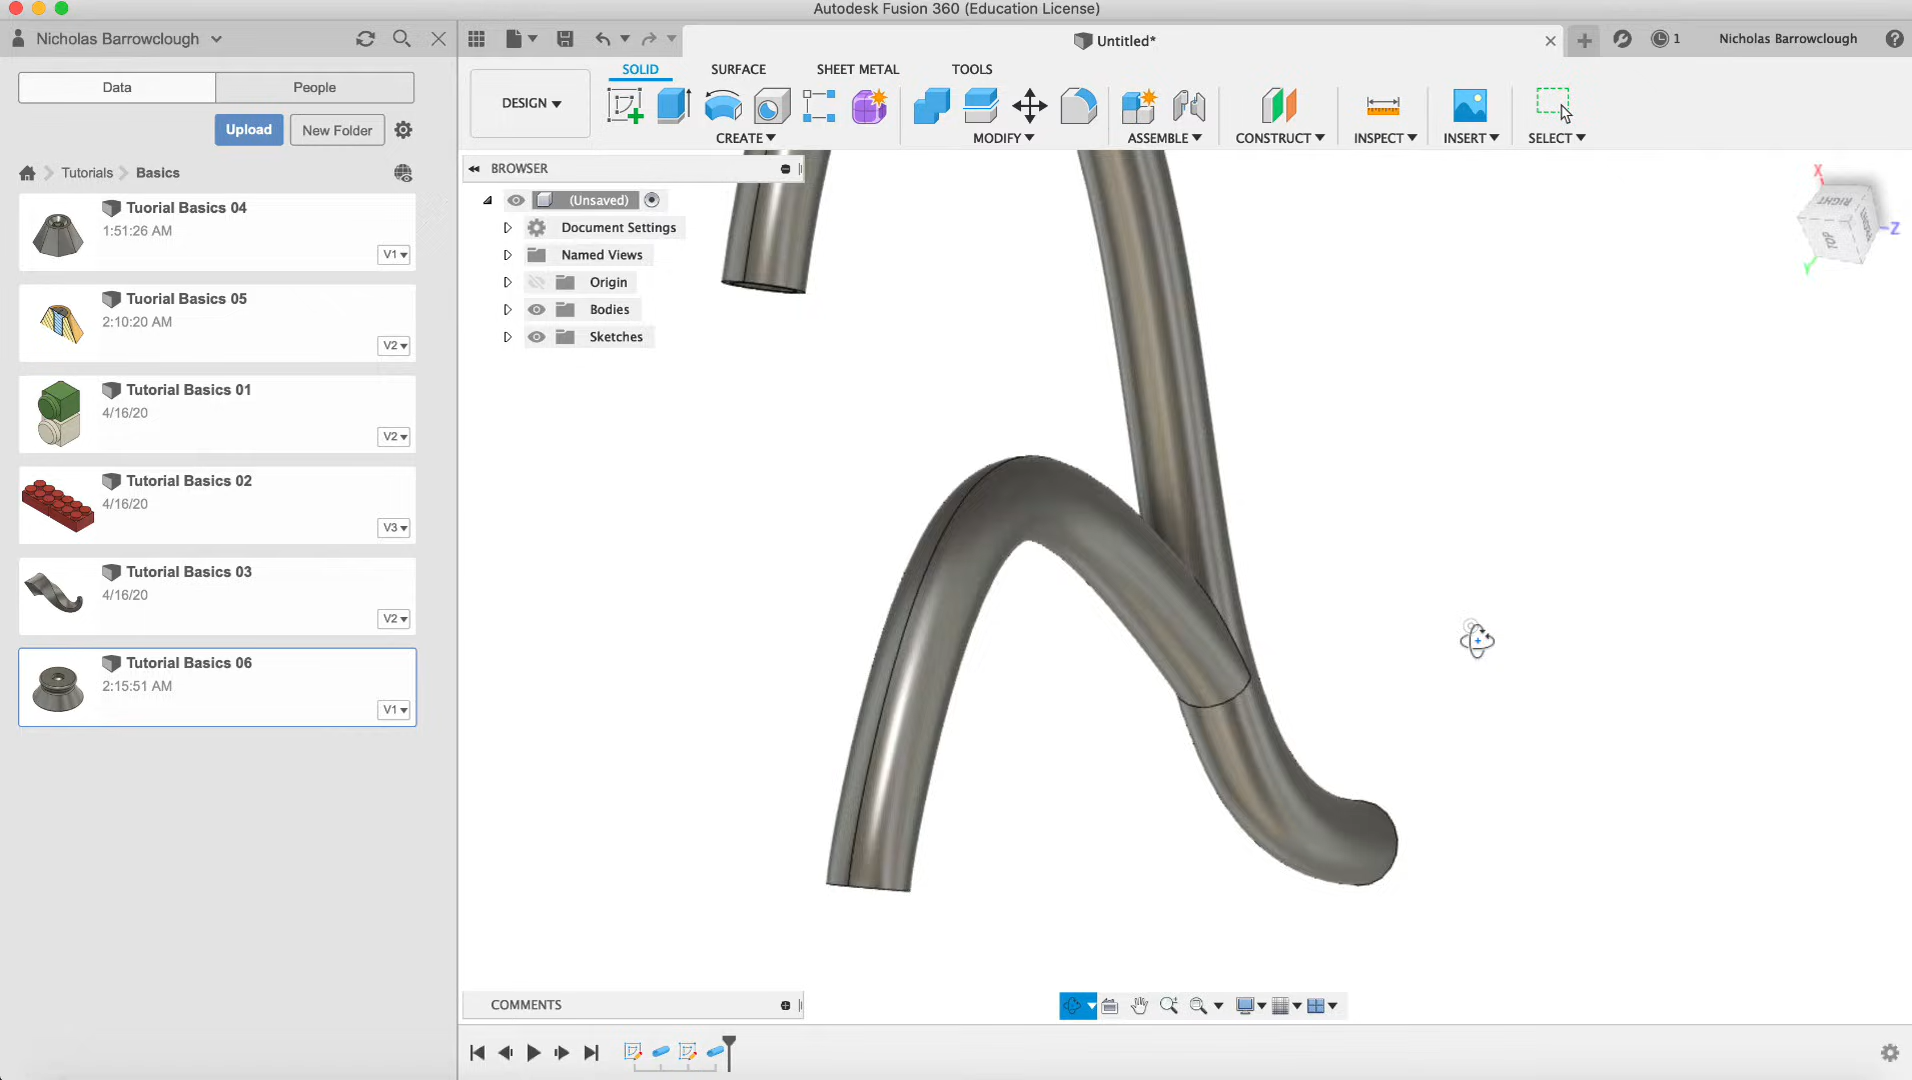 Autodesk Fusion 360 (Education License)
Nicholas Barrowclough
Untitled*
1
Nicholas Barrowclough
Data
People
Upload
New Folder
Tutorials
Basics
Tuorial Basics 04
1:51:26 AM
V1
Tuorial Basics 05
2:10:20 AM
V2
Tutorial Basics 01
4/16/20
V2
Tutorial Basics 02
4/16/20
V3
Tutorial Basics 03
4/16/20
V2
Tutorial Basics 06
2:15:51 AM
V1
DESIGN
SOLID
SURFACE
SHEET METAL
TOOLS
CREATE
MODIFY
ASSEMBLE
CONSTRUCT
INSPECT
INSERT
SELECT
BROWSER
(Unsaved)
Document Settings
Named Views
Origin
Bodies
Sketches
X
RIGHT
TOP
Z
Y
COMMENTS